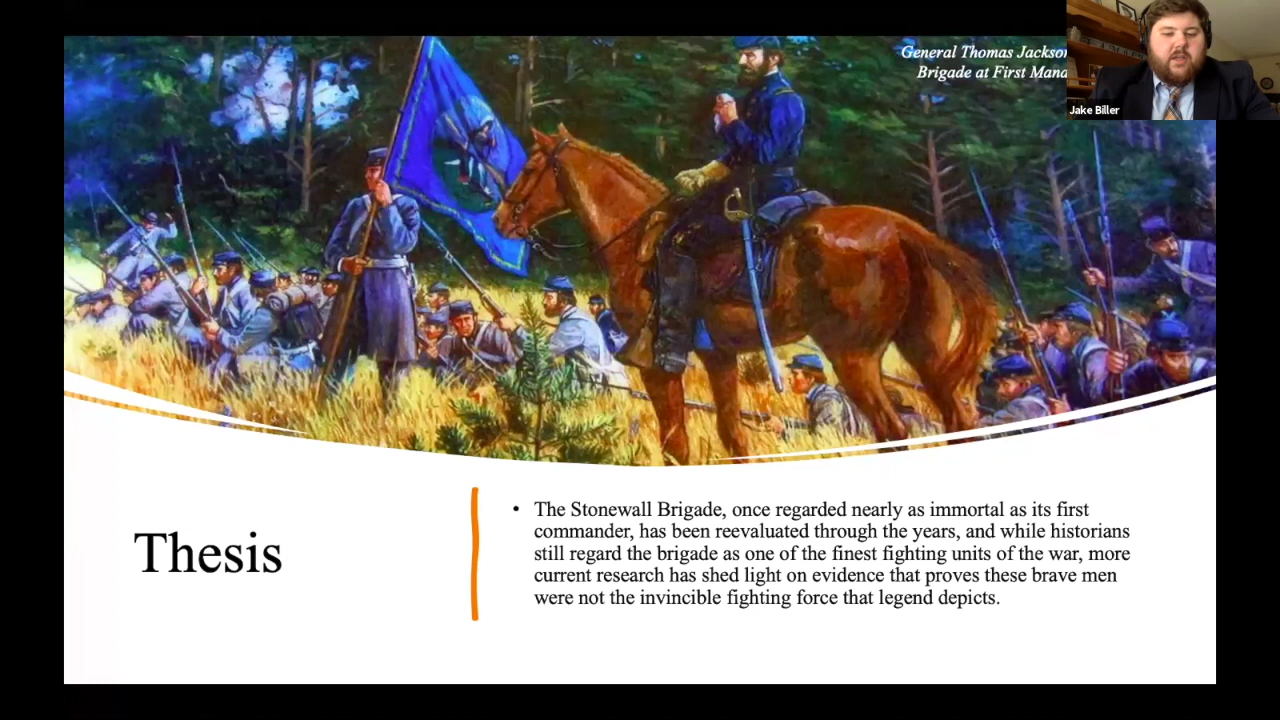 General Thomas Jackson
Brigade at First Mana
Jake Biller
Thesis
• The Stonewall Brigade, once regarded nearly as immortal as its first
commander, has been reevaluated through the years, and while historians
still regard the brigade as one of the finest fighting units of the war, more
current research has shed light on evidence that proves these brave men
were not the invincible fighting force that legend depicts.